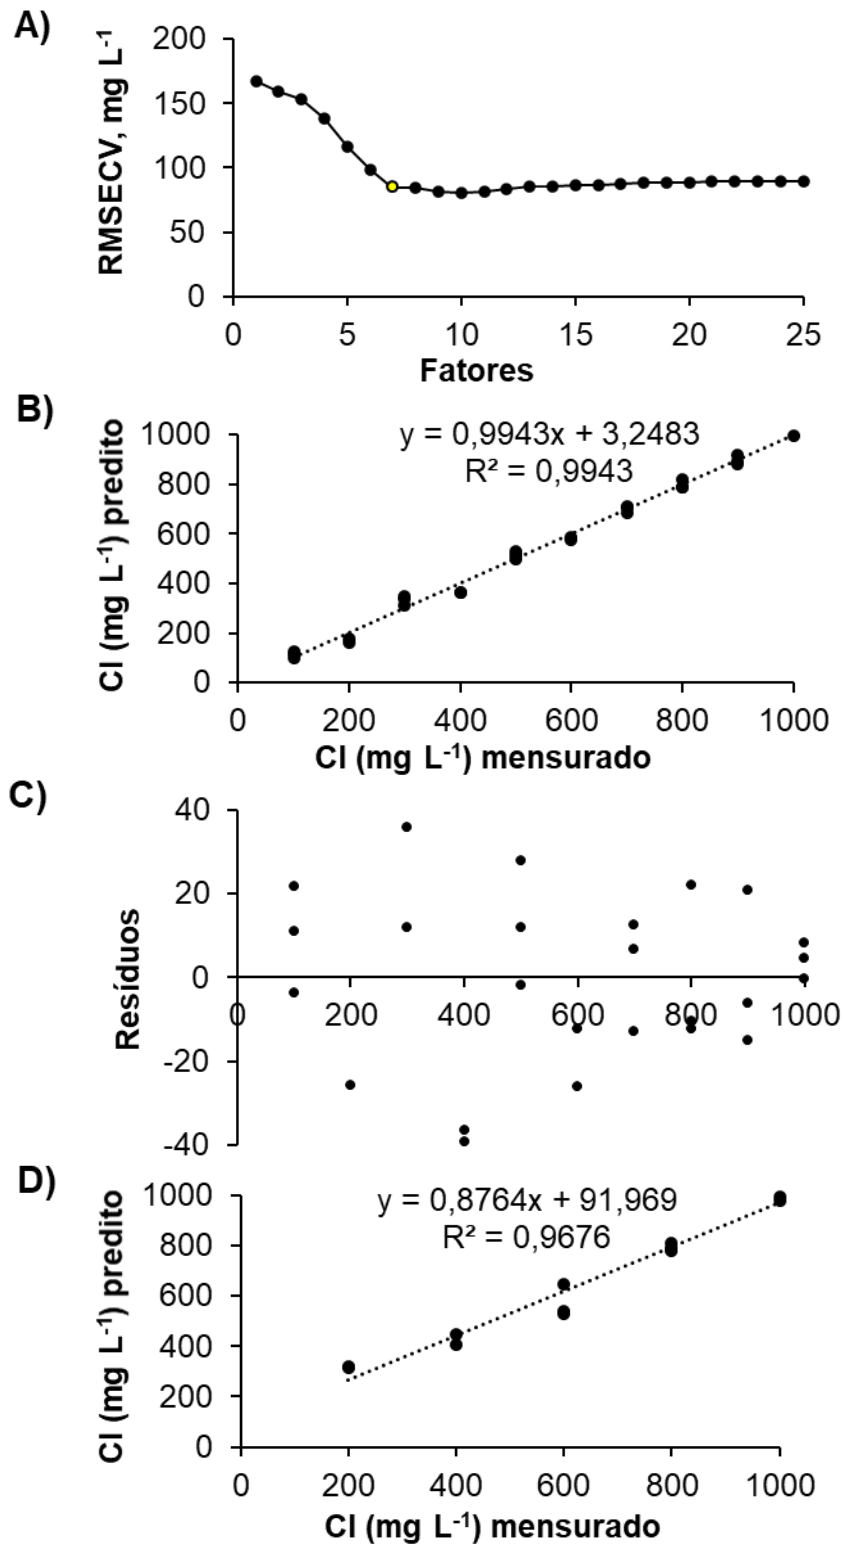 A)
RMSECV, mg L⁻¹
200
150
100
50
0
0 5 10 15 20 25
Fatores
B)
Cl (mg L⁻¹) predito
y = 0,9943x + 3,2483
R² = 0,9943
1000
800
600
400
200
0
0 200 400 600 800 1000
Cl (mg L⁻¹) mensurado
C)
Resíduos
40
20
0
0 200 400 600 800 1000
-20
-40
D)
Cl (mg L⁻¹) predito
y = 0,8764x + 91,969
R² = 0,9676
1000
800
600
400
200
0
0 200 400 600 800 1000
Cl (mg L⁻¹) mensurado